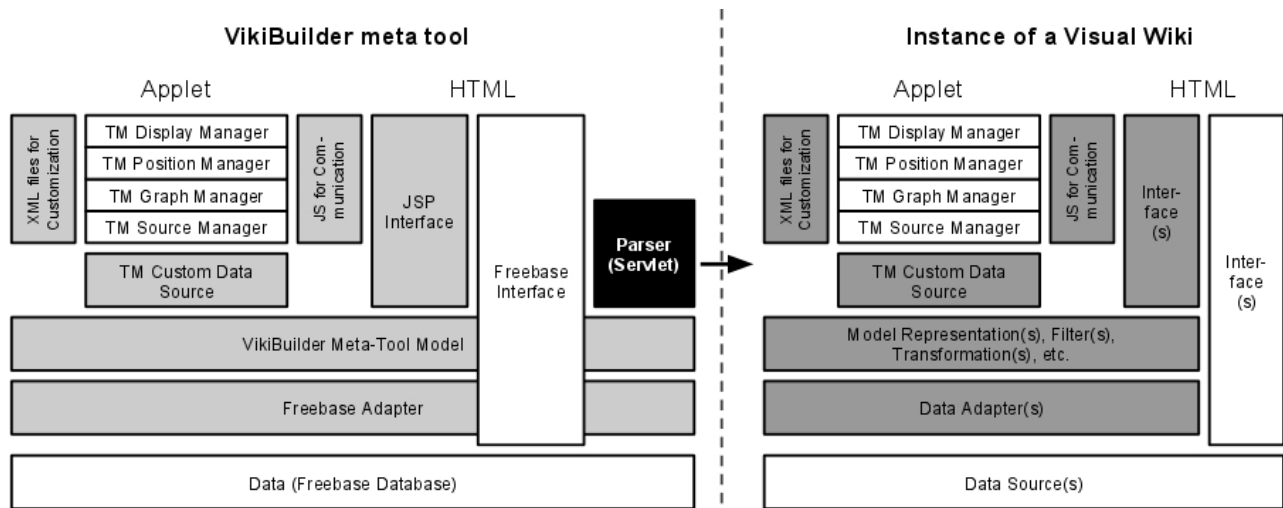 VikiBuilder meta tool
Applet
HTML
XML files for
Customization
TM Display Manager
TM Position Manager
TM Graph Manager
TM Source Manager
TM Custom Data
Source
JS for Com-
munication
JSP
Interface
Freebase
Interface
Parser
(Servlet)
VikiBuilder Meta-Tool Model
Freebase Adapter
Data (Freebase Database)
Instance of a Visual Wiki
Applet
HTML
XML files for
Customization
TM Display Manager
TM Position Manager
TM Graph Manager
TM Source Manager
TM Custom Data
Source
JS for Com-
munication
Inter-
face
(s)
Inter-
face
(s)
Model Representation(s), Filter(s),
Transformation(s), etc.
Data Adapter(s)
Data Source(s)